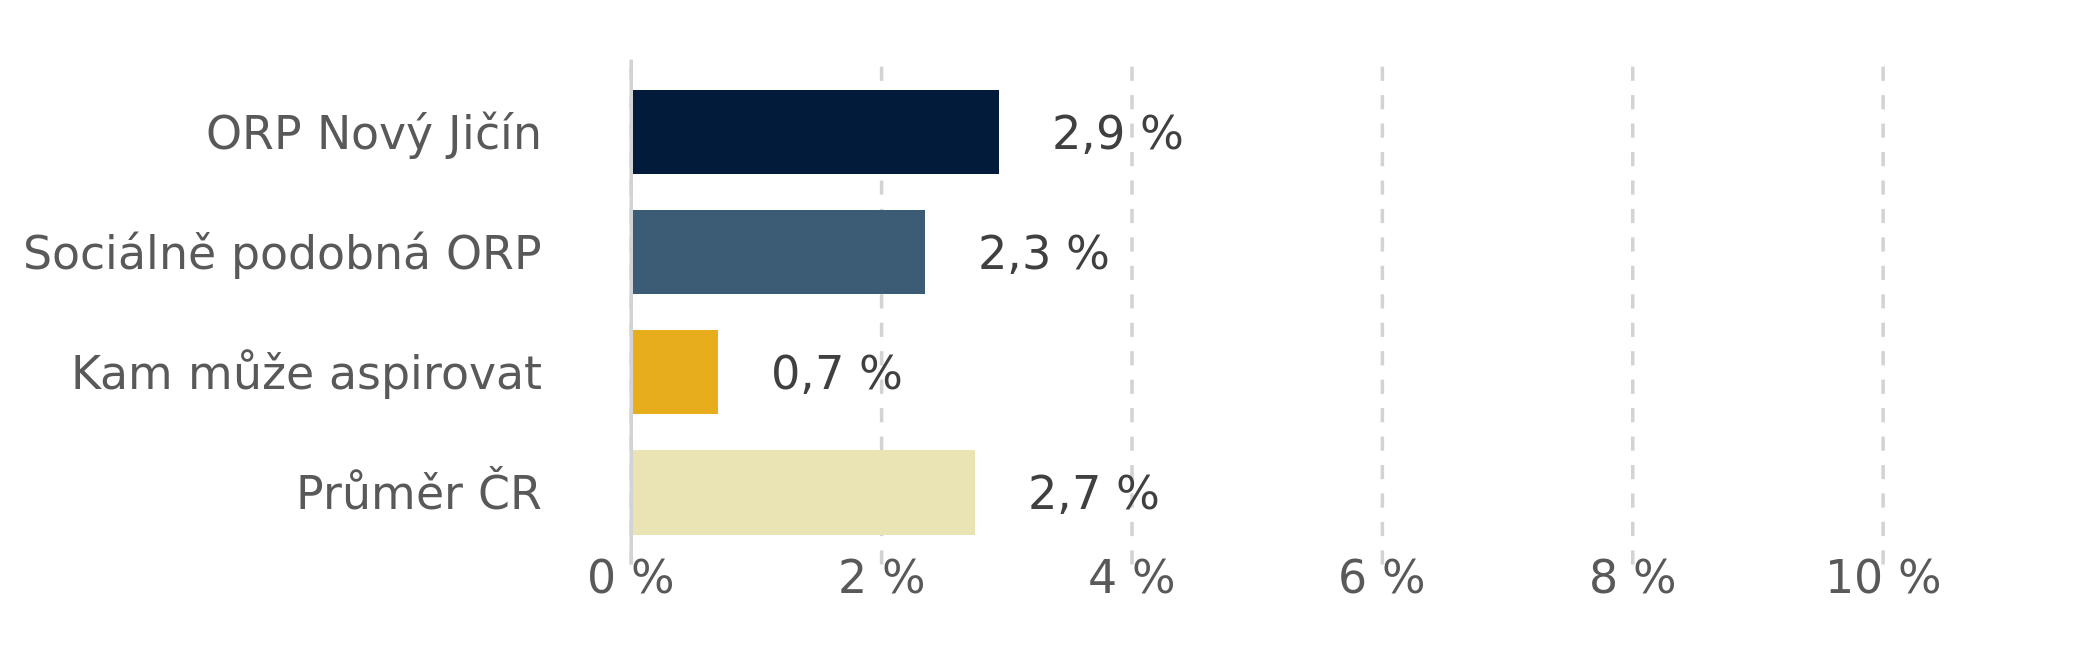 ORP Nový Jičín 2,9 %
Sociálně podobná ORP 2,3 %
Kam může aspirovat 0,7 %
Průměr ČR 2,7 %
0 % 2 % 4 % 6 % 8 % 10 %